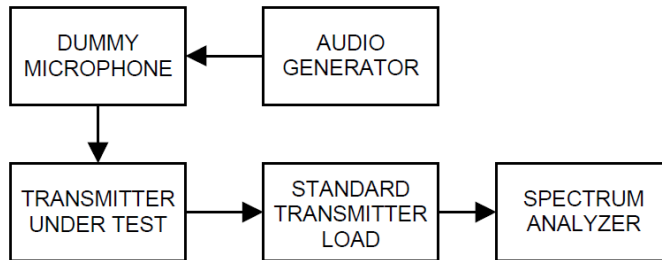 DUMMY
MICROPHONE
AUDIO
GENERATOR
TRANSMITTER
UNDER TEST
STANDARD
TRANSMITTER
LOAD
SPECTRUM
ANALYZER